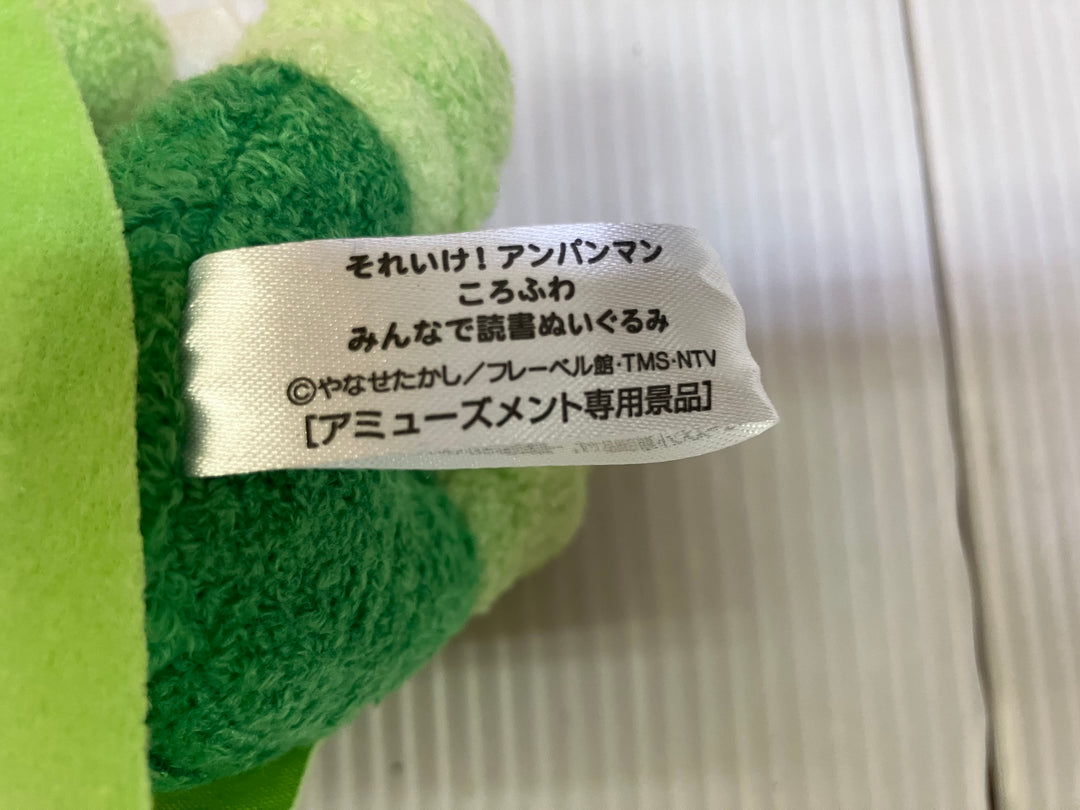 それいけ！アンパンマン
ころふわ
みんなで読書ぬいぐるみ
©やなせたかし／フレーベル館・TMS・NTV
[アミューズメント専用景品]